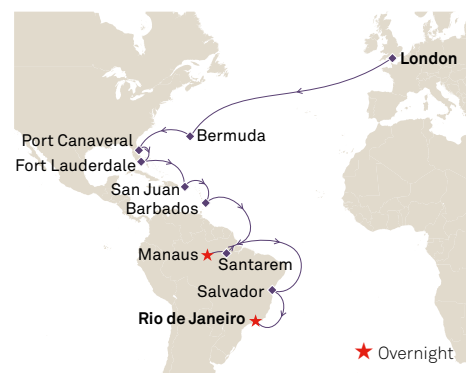 London
Bermuda
Port Canaveral
Fort Lauderdale
San Juan
Barbados
Manaus
Santarem
Salvador
Rio de Janeiro
Overnight